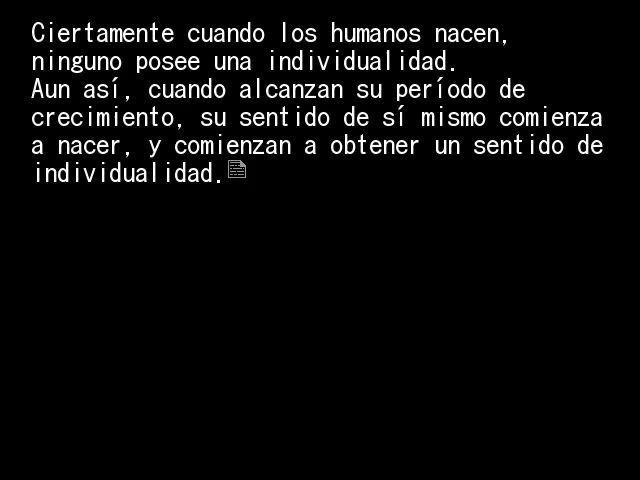 Ciertamente cuando los humanos nacen,
ninguno posee una individualidad.
Aun así, cuando alcanzan su período de
crecimiento, su sentido de sí mismo comienza
a nacer, y comienzan a obtener un sentido de
individualidad.